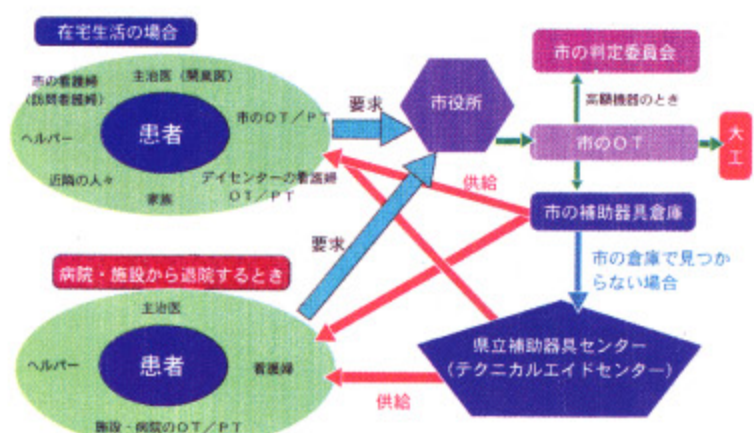 在宅生活の場合
主治医（開業医）
市の看護婦
（訪問看護婦）
患者
市のＯＴ／ＰＴ
ヘルパー
近隣の人々
家族
デイセンターの看護婦
ＯＴ／ＰＴ
要求
市役所
市の判定委員会
高額機器のとき
市のＯＴ
大工
供給
市の補助器具倉庫
要求
市の倉庫で見つか
らない場合
病院・施設から退院するとき
主治医
ヘルパー
患者
看護婦
施設・病院のＯＴ／ＰＴ
県立補助器具センター
（テクニカルエイドセンター）
供給